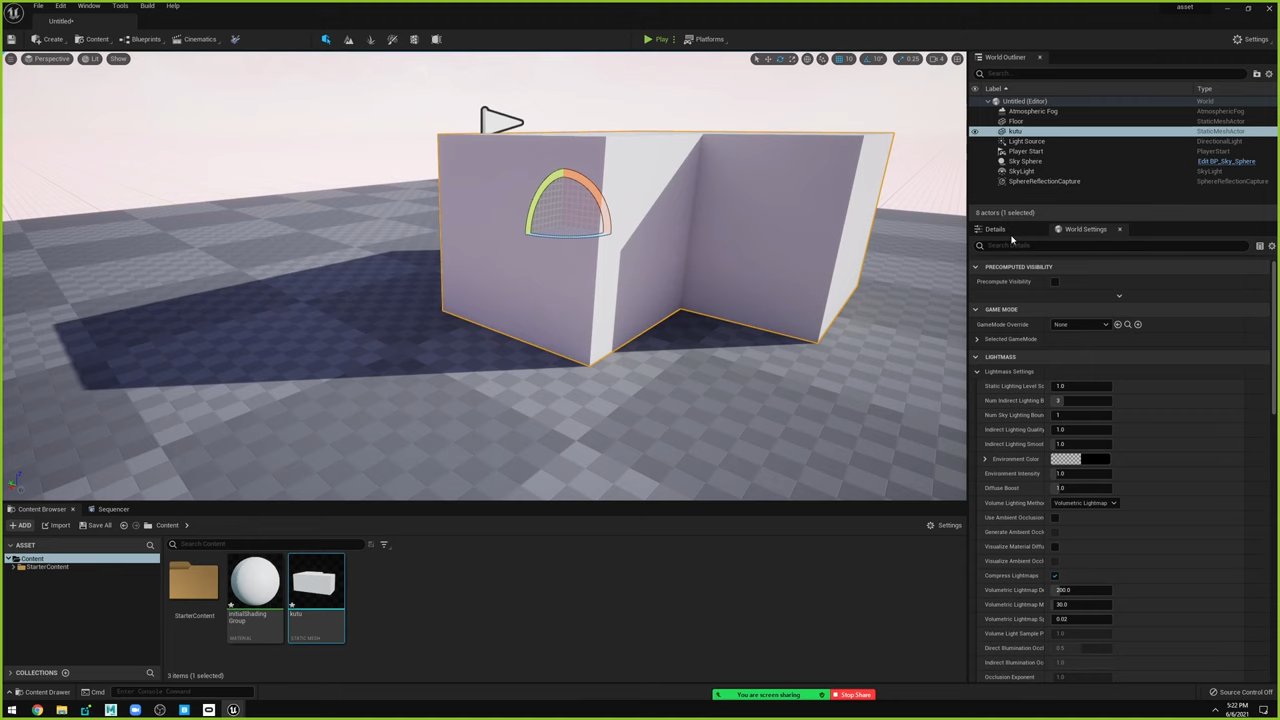 File Edit Window Tools Build Help
asset
Untitled•
Create Content Blueprints Cinematics Play Platforms Settings
Perspective Lit Show
10 10° 0.25 4
World Outliner
Search...
Label Type
Untitled (Editor) World
Atmospheric Fog AtmosphericFog
Floor StaticMeshActor
kutu StaticMeshActor
Light Source DirectionalLight
Player Start PlayerStart
Sky Sphere Edit BP_Sky_Sphere
SkyLight SkyLight
SphereReflectionCapture SphereReflectionCapture
8 actors (1 selected)
Details World Settings
Search Details
PRECOMPUTED VISIBILITY
Precompute Visibility
GAME MODE
GameMode Override None
Selected GameMode
LIGHTMASS
Lightmass Settings
Static Lighting Level Sc 1.0
Num Indirect Lighting B 3
Num Sky Lighting Boun 1
Indirect Lighting Quality 1.0
Indirect Lighting Smoot 1.0
Environment Color
Environment Intensity 1.0
Diffuse Boost 1.0
Volume Lighting Metho Volumetric Lightmap
Use Ambient Occlusion
Generate Ambient Occl
Visualize Material Diffu
Visualize Ambient Occl
Compress Lightmaps
Volumetric Lightmap De 200.0
Volumetric Lightmap M 30.0
Volumetric Lightmap Sp 0.02
Volume Light Sample P 1.0
Direct Illumination Occl 0.5
Indirect Illumination Oc 1.0
Occlusion Exponent 1.0
Content Browser Sequencer
ADD Import Save All Content Settings
ASSET
Search Content
Content
StarterContent
StarterContent
initialShading
Group
MATERIAL
kutu
STATIC MESH
COLLECTIONS
3 items (1 selected)
Content Drawer Cmd Enter Console Command
You are screen sharing Stop Share
Source Control Off
5:22 PM
6/6/2021